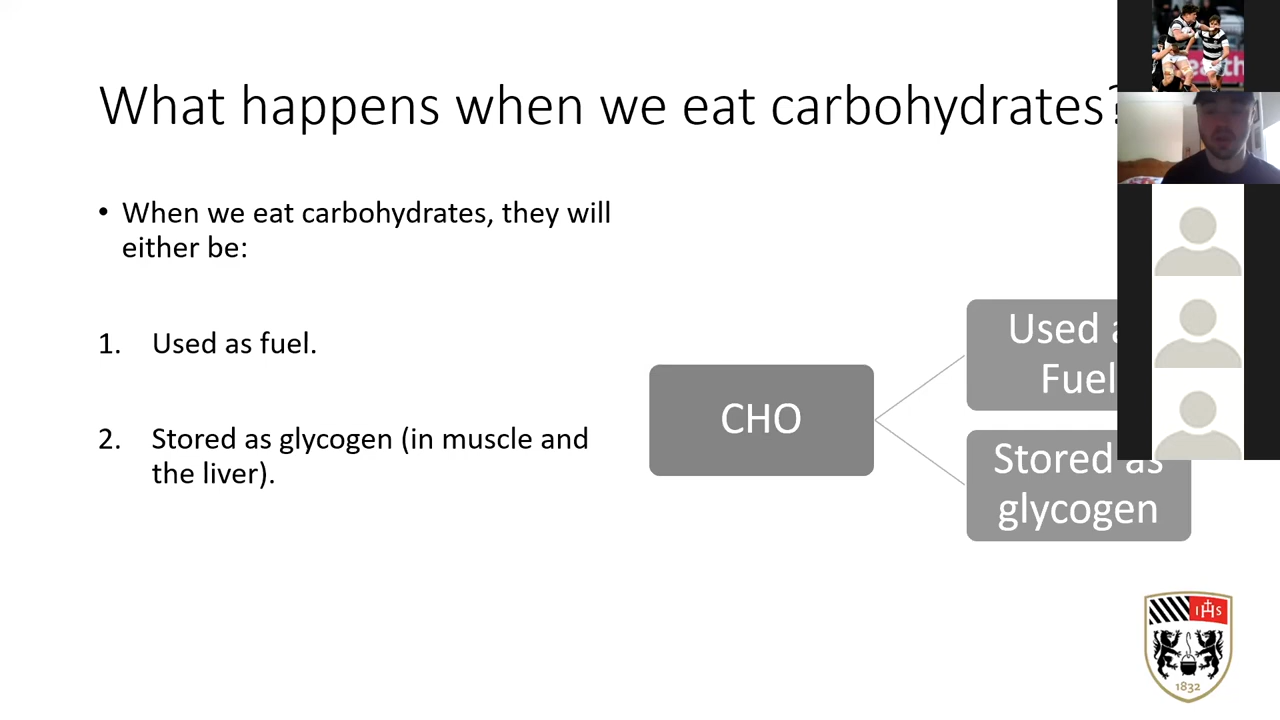 What happens when we eat carbohydrates?
• When we eat carbohydrates, they will
either be:
1. Used as fuel.
2. Stored as glycogen (in muscle and
the liver).
CHO
Used
Fuel
Stored as
glycogen
IHS
1832